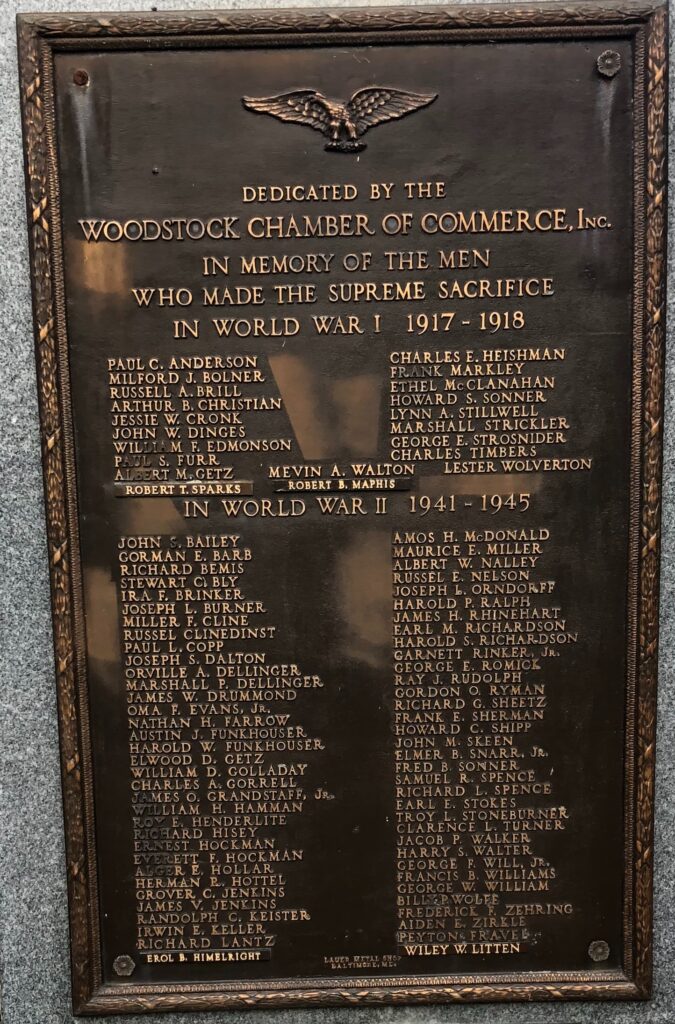 DEDICATED BY THE
WOODSTOCK CHAMBER OF COMMERCE, INC.
IN MEMORY OF THE MEN
WHO MADE THE SUPREME SACRIFICE
IN WORLD WAR I 1917 - 1918
PAUL C. ANDERSON
MILFORD J. BOLNER
RUSSELL A. BRILL
ARTHUR B. CHRISTIAN
JESSIE W. CRONK
JOHN W. DINGES
WILLIAM F. EDMONSON
PAUL S. FURR
ALBERT M. GETZ
ROBERT T. SPARKS
CHARLES E. HEISHMAN
FRANK MARKLEY
ETHEL McCLANAHAN
HOWARD S. SONNER
LYNN A. STILLWELL
MARSHALL STRICKLER
GEORGE E. STROSNIDER
CHARLES TIMBERS
MEVIN A. WALTON LESTER WOLVERTON
ROBERT B. MAPHIS
IN WORLD WAR II 1941 - 1945
JOHN S. BAILEY
GORMAN E. BARB
RICHARD BEMIS
STEWART C. BLY
IRA F. BRINKER
JOSEPH L. BURNER
MILLER F. CLINE
RUSSEL CLINEDINST
PAUL L. COPP
JOSEPH S. DALTON
ORVILLE A. DELLINGER
MARSHALL P. DELLINGER
JAMES W. DRUMMOND
OMA F. EVANS, JR.
NATHAN H. FARROW
AUSTIN J. FUNKHOUSER
HAROLD W. FUNKHOUSER
ELWOOD D. GETZ
WILLIAM D. GOLLADAY
CHARLES A. GORRELL
JAMES O. GRANDSTAFF, JR.
WILLIAM H. HAMMAN
ROY E. HENDERLITE
RICHARD HISEY
ERNEST HOCKMAN
EVERETT F. HOCKMAN
ALGER E. HOLLAR
HERMAN R. HOTTEL
GROVER C. JENKINS
JAMES V. JENKINS
RANDOLPH C. KEISTER
IRWIN E. KELLER
RICHARD LANTZ
EROL B. HIMELRIGHT
AMOS H. McDONALD
MAURICE E. MILLER
ALBERT W. NALLEY
RUSSEL E. NELSON
JOSEPH L. ORNDORFF
HAROLD P. RALPH
JAMES H. RHINEHART
EARL M. RICHARDSON
HAROLD S. RICHARDSON
GARNETT RINKER, JR.
GEORGE E. ROMICK
RAY J. RUDOLPH
GORDON O. RYMAN
RICHARD G. SHEETZ
FRANK E. SHERMAN
HOWARD C. SHIPP
JOHN M. SKEEN
ELMER B. SNARR, JR.
FRED B. SONNER
SAMUEL R. SPENCE
RICHARD L. SPENCE
EARL E. STOKES
TROY L. STONEBURNER
CLARENCE L. TURNER
JACOB P. WALKER
HARRY S. WALTER
GEORGE F. WILL, JR.
FRANCIS B. WILLIAMS
GEORGE W. WILLIAM
BILLY WOLFE
FREDERICK F. ZEHRING
AIDEN E. ZIRKLE
PEYTON FRAVEL
WILEY W. LITTEN
LAUER METAL SHOP
BALTIMORE, MD.